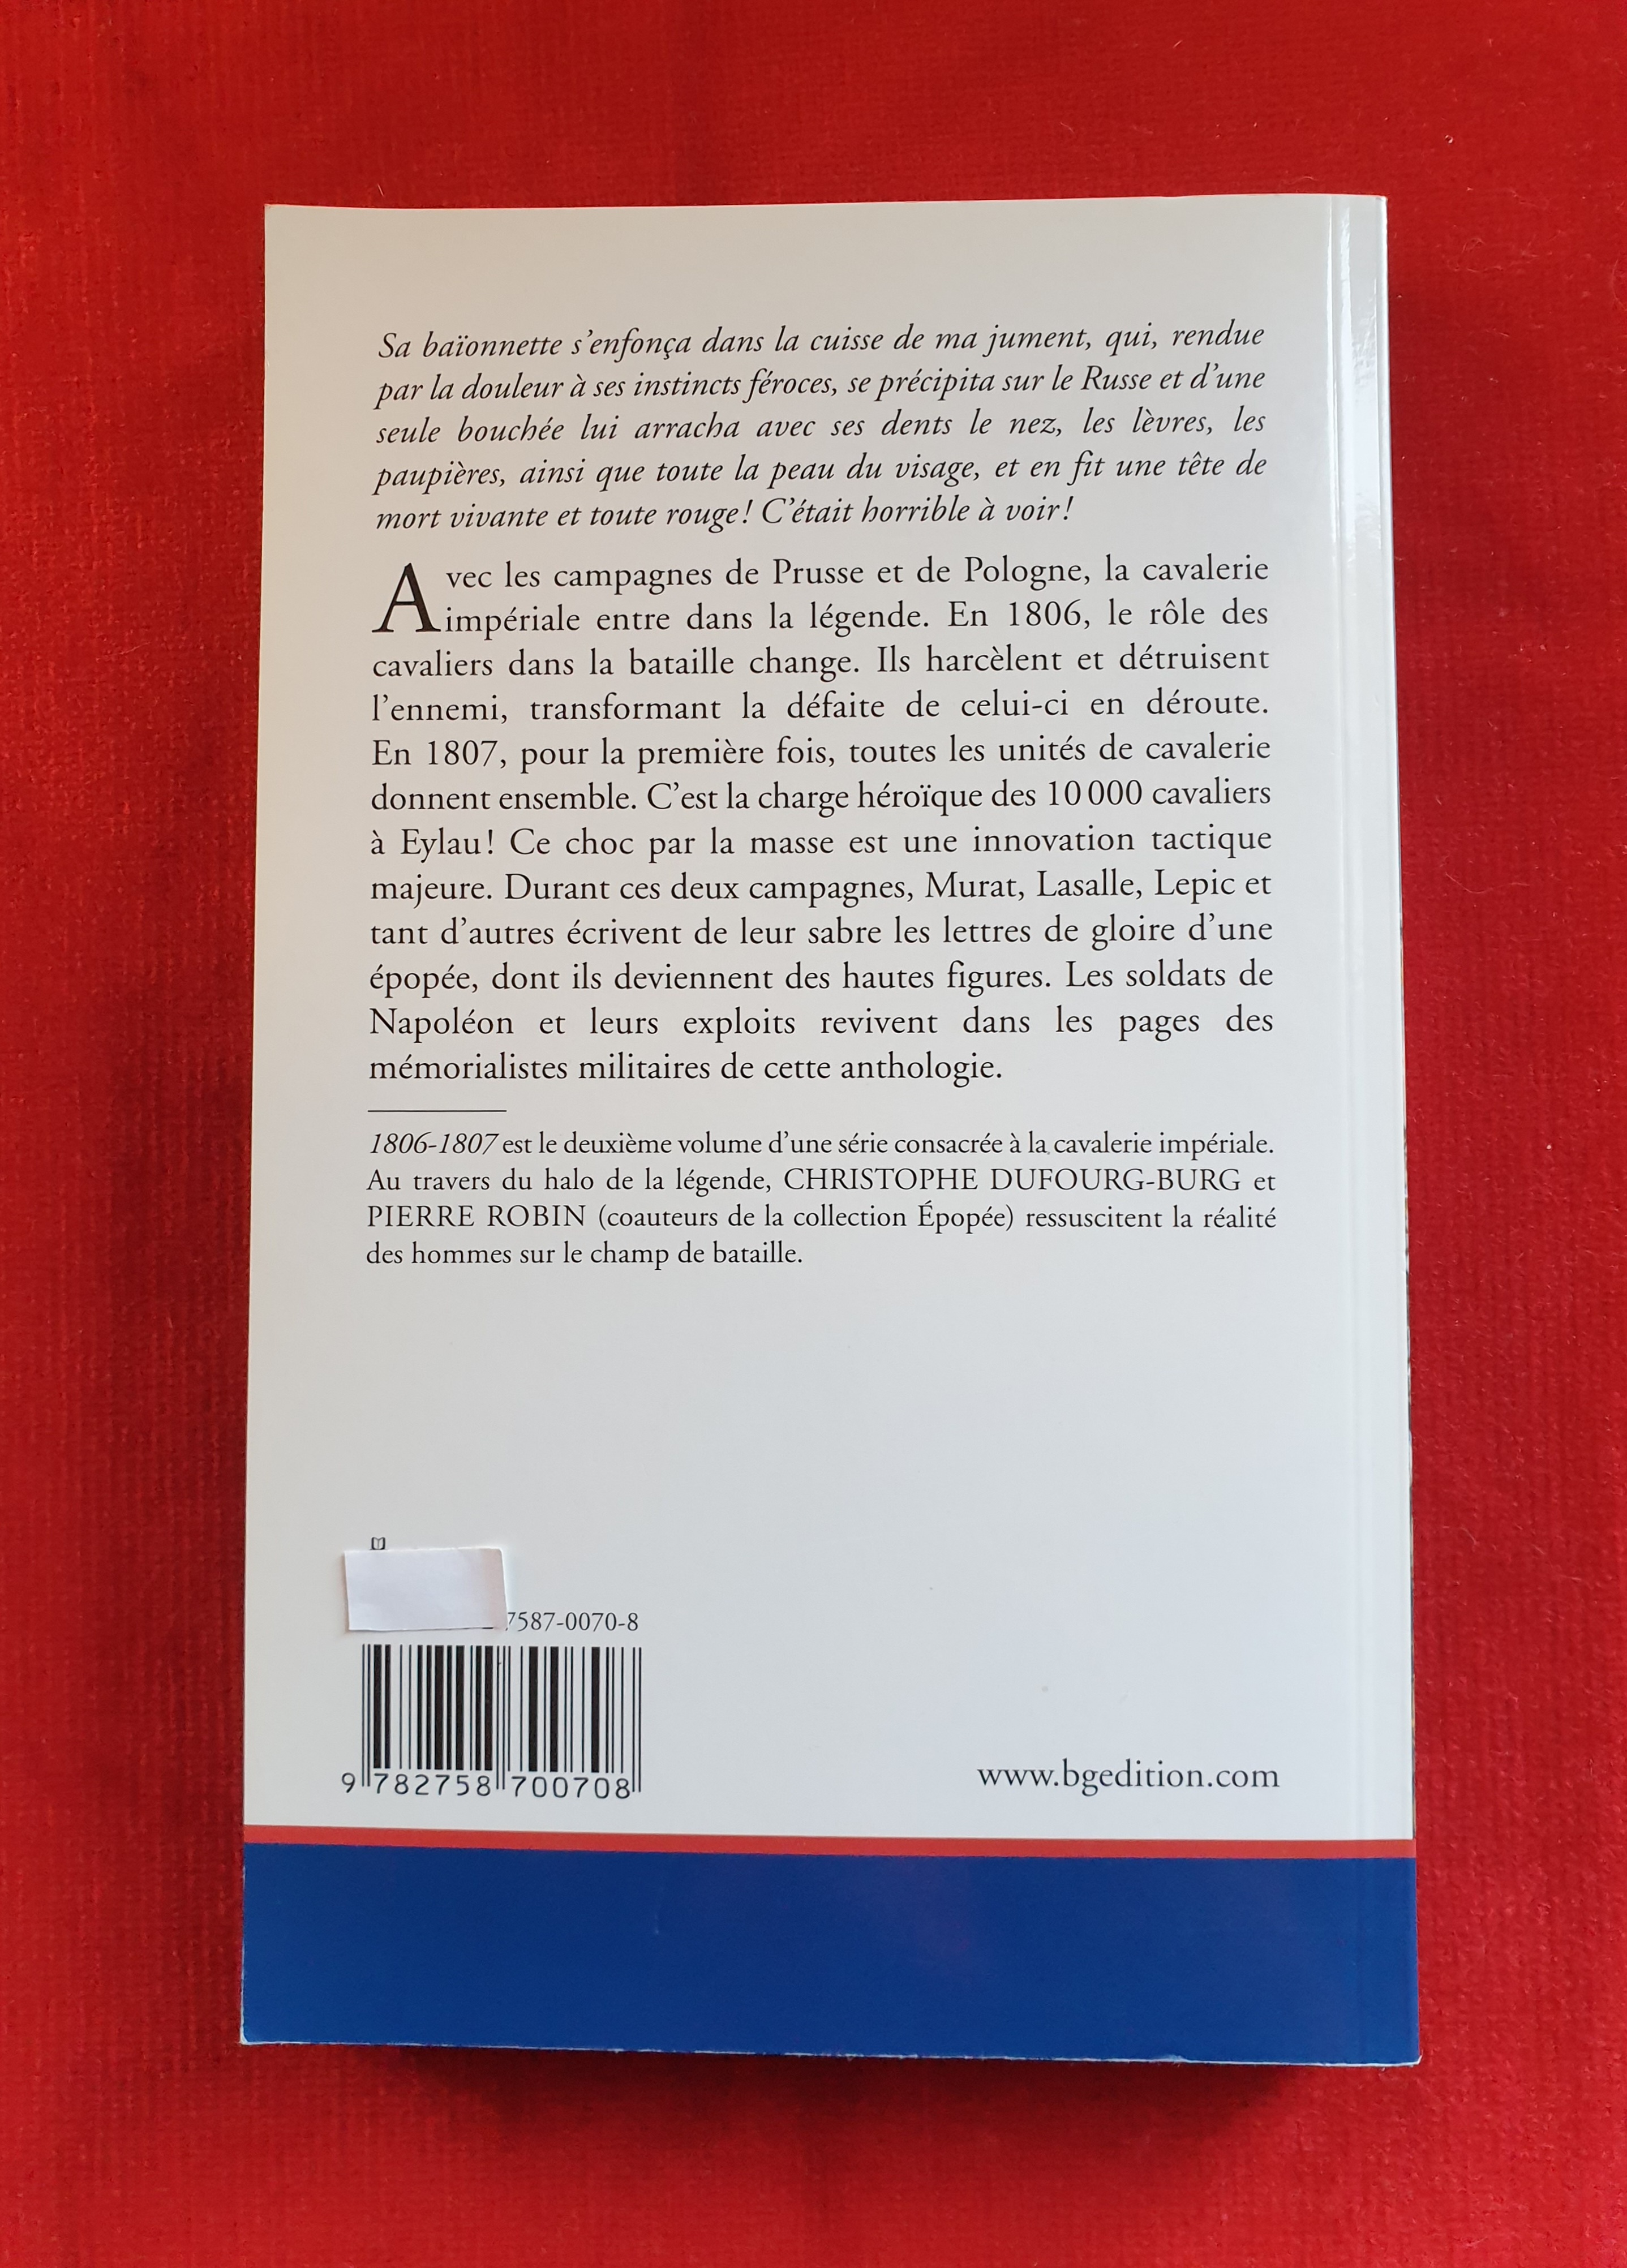 Sa baïonnette s'enfonça dans la cuisse de ma jument, qui, rendue
par la douleur à ses instincts féroces, se précipita sur le Russe et d'une
seule bouchée lui arracha avec ses dents le nez, les lèvres, les
paupières, ainsi que toute la peau du visage, et en fit une tête de
mort vivante et toute rouge! C'était horrible à voir!
Avec les campagnes de Prusse et de Pologne, la cavalerie
impériale entre dans la légende. En 1806, le rôle des
cavaliers dans la bataille change. Ils harcèlent et détruisent
l'ennemi, transformant la défaite de celui-ci en déroute.
En 1807, pour la première fois, toutes les unités de cavalerie
donnent ensemble. C'est la charge héroïque des 10 000 cavaliers
à Eylau! Ce choc par la masse est une innovation tactique
majeure. Durant ces deux campagnes, Murat, Lasalle, Lepic et
tant d'autres écrivent de leur sabre les lettres de gloire d'une
épopée, dont ils deviennent des hautes figures. Les soldats de
Napoléon et leurs exploits revivent dans les pages des
mémorialistes militaires de cette anthologie.
1806-1807 est le deuxième volume d'une série consacrée à la cavalerie impériale.
Au travers du halo de la légende, CHRISTOPHE DUFOURG-BURG et
PIERRE ROBIN (coauteurs de la collection Épopée) ressuscitent la réalité
des hommes sur le champ de bataille.
7587-0070-8
9 782758 700708
www.bgedition.com